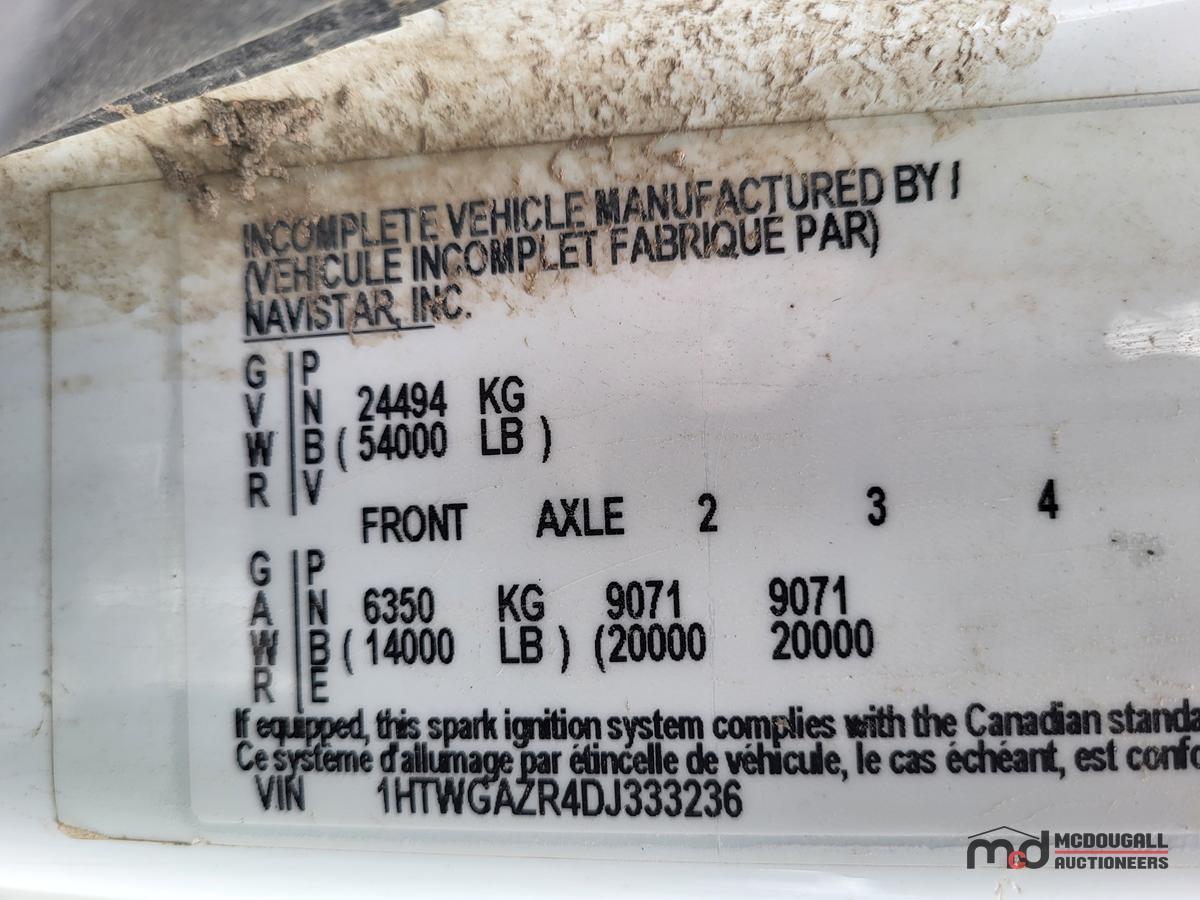 INCOMPLETE VEHICLE MANUFACTURED BY /
(VEHICULE INCOMPLET FABRIQUE PAR)
NAVISTAR, INC.
G P
V N 24494 KG
W B ( 54000 LB )
R V
FRONT AXLE 2 3 4
G P
A N 6350 KG 9071 9071
W B ( 14000 LB ) (20000 20000
R E
If equipped, this spark ignition system complies with the Canadian standa
Ce système d'allumage par étincelle de véhicule, le cas échéant, est confo
VIN 1HTWGAZR4DJ333236
mcd MCDOUGALL
AUCTIONEERS